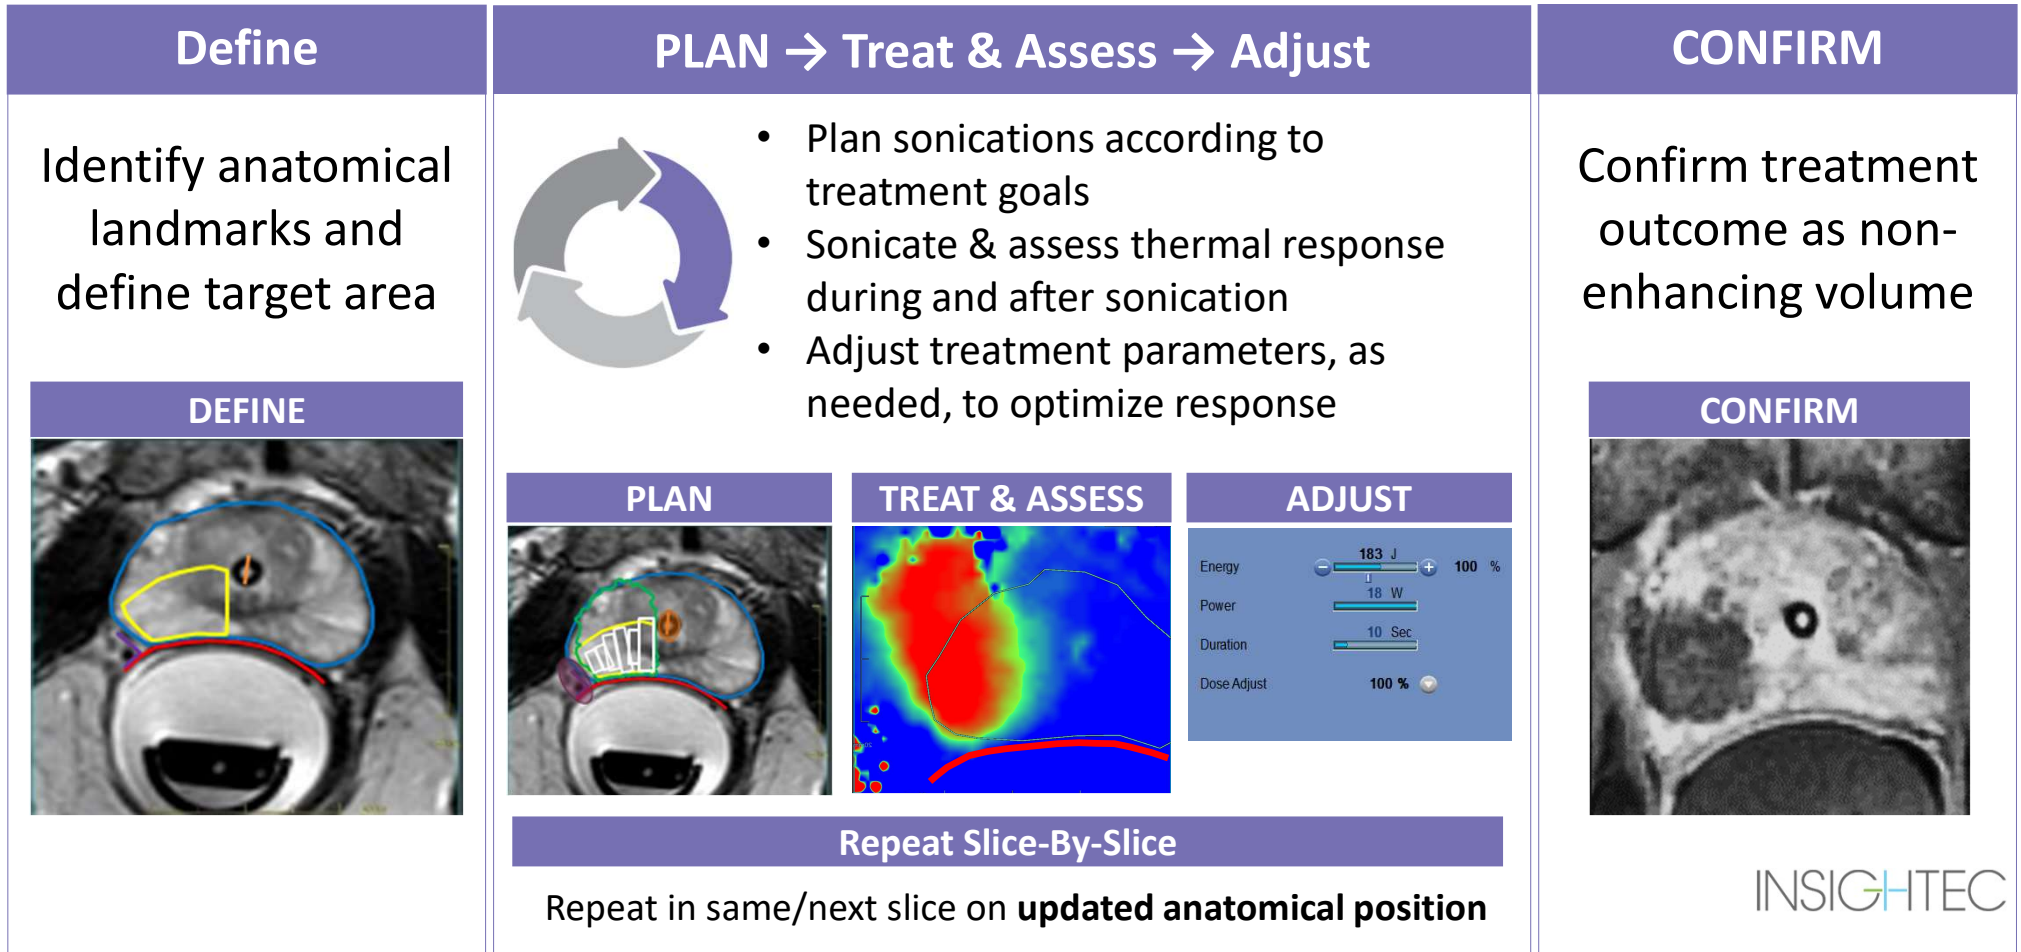 Define
Identify anatomical
landmarks and
define target area
DEFINE
PLAN → Treat & Assess → Adjust
• Plan sonications according to
treatment goals
• Sonicate & assess thermal response
during and after sonication
• Adjust treatment parameters, as
needed, to optimize response
PLAN
TREAT & ASSESS
ADJUST
Energy 183 J 100 %
Power 18 W
Duration 10 Sec
Dose Adjust 100 %
Repeat Slice-By-Slice
Repeat in same/next slice on updated anatomical position
CONFIRM
Confirm treatment
outcome as non-
enhancing volume
CONFIRM
INSIGHTEC